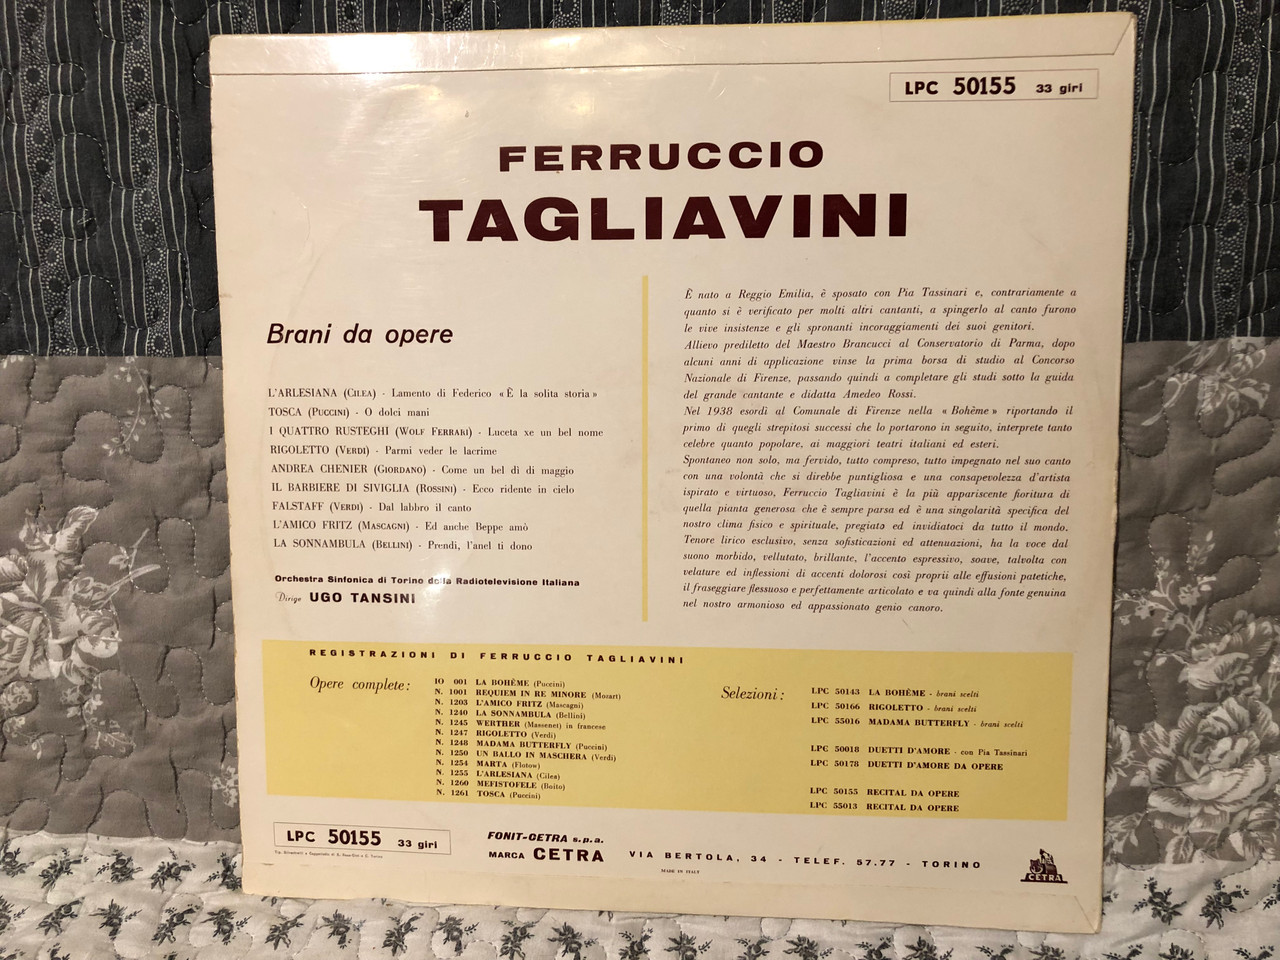 LPC 50155 33 giri
FERRUCCIO
TAGLIAVINI
Brani da opere
L'ARLESIANA (CILEA) - Lamento di Federico «È la solita storia»
TOSCA (PUCCINI) - O dolci mani
I QUATTRO RUSTEGHI (WOLF FERRARI) - Luceta xe un bel nome
RIGOLETTO (VERDI) - Parmi veder le lacrime
ANDREA CHENIER (GIORDANO) - Come un bel dì di maggio
IL BARBIERE DI SIVIGLIA (ROSSINI) - Ecco ridente in cielo
FALSTAFF (VERDI) - Dal labbro il canto
L'AMICO FRITZ (MASCAGNI) - Ed anche Beppe amò
LA SONNAMBULA (BELLINI) - Prendi, l'anel ti dono
Orchestra Sinfonica di Torino della Radiotelevisione Italiana
Dirige UGO TANSINI
È nato a Reggio Emilia, è sposato con Pia Tassinari e, contrariamente a
quanto si è verificato per molti altri cantanti, a spingerlo al canto furono
le vive insistenze e gli spronanti incoraggiamenti dei suoi genitori.
Allievo prediletto del Maestro Brancucci al Conservatorio di Parma, dopo
alcuni anni di applicazione vinse la prima borsa di studio al Concorso
Nazionale di Firenze, passando quindi a completare gli studi sotto la guida
del grande cantante e didatta Amedeo Rossi.
Nel 1938 esordì al Comunale di Firenze nella «Bohème» riportando il
primo di quegli strepitosi successi che lo portarono in seguito, interprete tanto
celebre quanto popolare, ai maggiori teatri italiani ed esteri.
Spontaneo non solo, ma fervido, tutto compreso, tutto impegnato nel suo canto
con una volontà che si direbbe puntigliosa e una consapevolezza d'artista
ispirato e virtuoso, Ferruccio Tagliavini è la più appariscente fioritura di
quella pianta generosa che è sempre parsa ed è una singolarità specifica del
nostro clima fisico e spirituale, pregiato ed invidiatoci da tutto il mondo.
Tenore lirico esclusivo, senza sofisticazioni ed attenuazioni, ha la voce dal
suono morbido, vellutato, brillante, l'accento espressivo, soave, talvolta con
velature ed inflessioni di accenti dolorosi così proprii alle effusioni patetiche,
il fraseggiare flessuoso e perfettamente articolato e va quindi alla fonte genuina
nel nostro armonioso ed appassionato genio canoro.
REGISTRAZIONI DI FERRUCCIO TAGLIAVINI
Opere complete:
IO 001 LA BOHÈME (Puccini)
N. 1001 REQUIEM IN RE MINORE (Mozart)
N. 1203 L'AMICO FRITZ (Mascagni)
N. 1240 LA SONNAMBULA (Bellini)
N. 1245 WERTHER (Massenet) in francese
N. 1247 RIGOLETTO (Verdi)
N. 1248 MADAMA BUTTERFLY (Puccini)
N. 1250 UN BALLO IN MASCHERA (Verdi)
N. 1254 MARTA (Flotow)
N. 1255 L'ARLESIANA (Cilea)
N. 1260 MEFISTOFELE (Boito)
N. 1261 TOSCA (Puccini)
Selezioni:
LPC 50143 LA BOHÈME - brani scelti
LPC 50166 RIGOLETTO - brani scelti
LPC 55016 MADAMA BUTTERFLY - brani scelti
LPC 50018 DUETTI D'AMORE - con Pia Tassinari
LPC 50178 DUETTI D'AMORE DA OPERE
LPC 50155 RECITAL DA OPERE
LPC 55013 RECITAL DA OPERE
LPC 50155 33 giri
FONIT-CETRA s.p.a.
MARCA CETRA VIA BERTOLA, 34 - TELEF. 57.77 - TORINO
MADE IN ITALY
CETRA